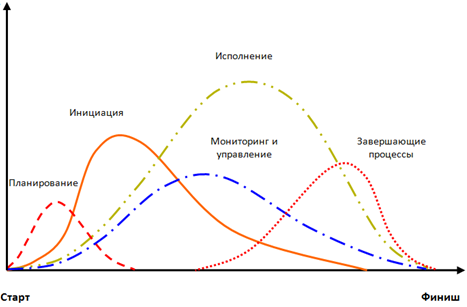 Исполнение
Инициация
Мониторинг и
управление
Завершающие
процессы
Планирование
Старт
Финиш